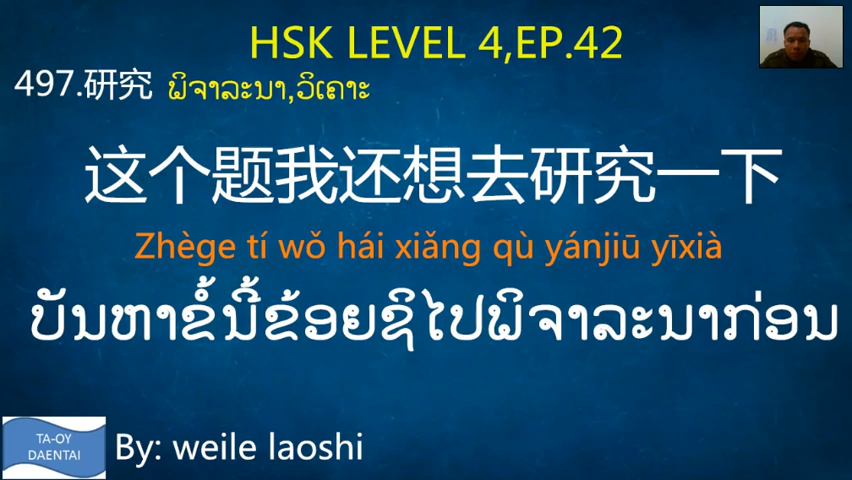 HSK LEVEL 4,EP.42
497.研究 ພິຈາລະນາ,ວິເຄາະ
这个题我还想去研究一下
Zhège tí wǒ hái xiǎng qù yánjiū yīxià
ບັນຫາຂໍ້ນີ້ຂ້ອຍຊິໄປພິຈາລະນາກ່ອນ
TA-OY
DAENTAI
By: weile laoshi